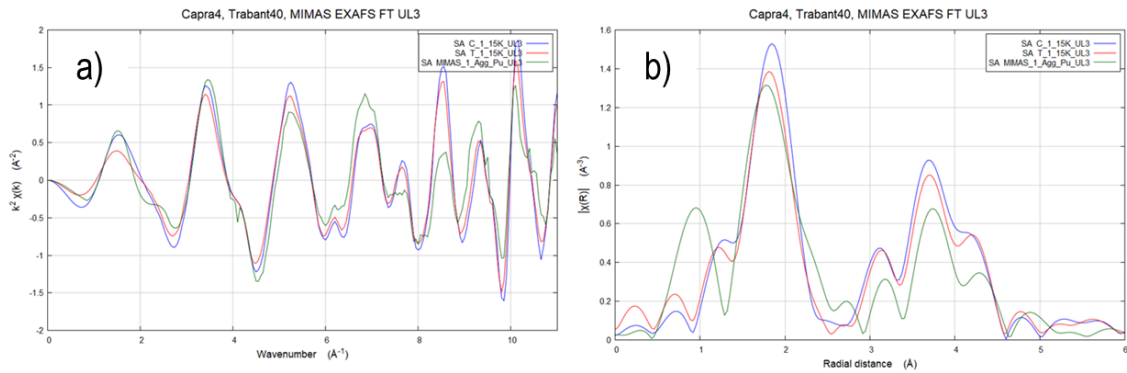 Capra4, Trabant40, MIMAS EXAFS FT UL3
a)
SA C_1_15K_UL3
SA T_1_15K_UL3
SA MIMAS_1_Agg_Pu_UL3
k² χ(k) (A⁻²)
2
1.5
1
0.5
0
-0.5
-1
-1.5
-2
0 2 4 6 8 10
Wavenumber (Å⁻¹)
Capra4, Trabant40, MIMAS EXAFS FT UL3
b)
SA C_1_15K_UL3
SA T_1_15K_UL3
SA MIMAS_1_Agg_Pu_UL3
|χ(R)| (A⁻³)
1.6
1.4
1.2
1
0.8
0.6
0.4
0.2
0
0 1 2 3 4 5 6
Radial distance (Å)